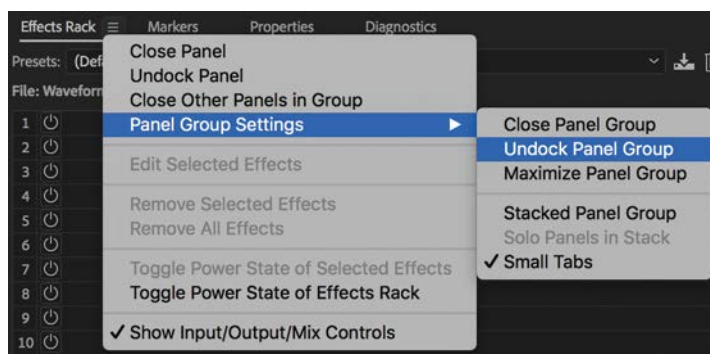 Effects Rack Markers Properties Diagnostics
Close Panel
Undock Panel
Close Other Panels in Group
Panel Group Settings
Edit Selected Effects
Remove Selected Effects
Remove All Effects
Toggle Power State of Selected Effects
Toggle Power State of Effects Rack
✓ Show Input/Output/Mix Controls
Close Panel Group
Undock Panel Group
Maximize Panel Group
Stacked Panel Group
Solo Panels in Stack
✓ Small Tabs
Presets: (Def
File: Waveform
1
2
3
4
5
6
7
8
9
10